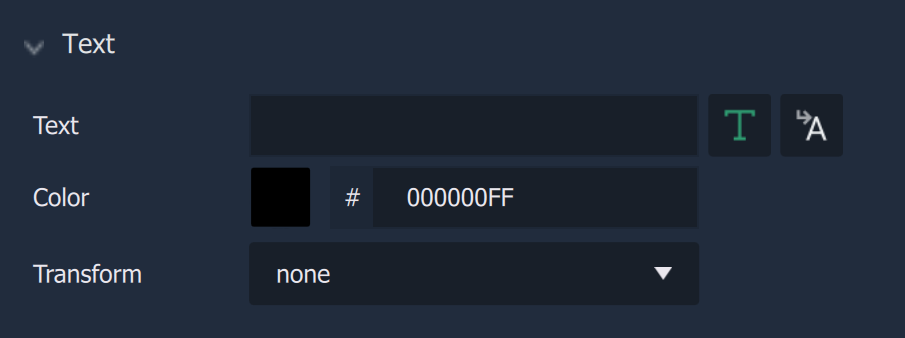 Text
Text T A
Color # 000000FF
Transform none